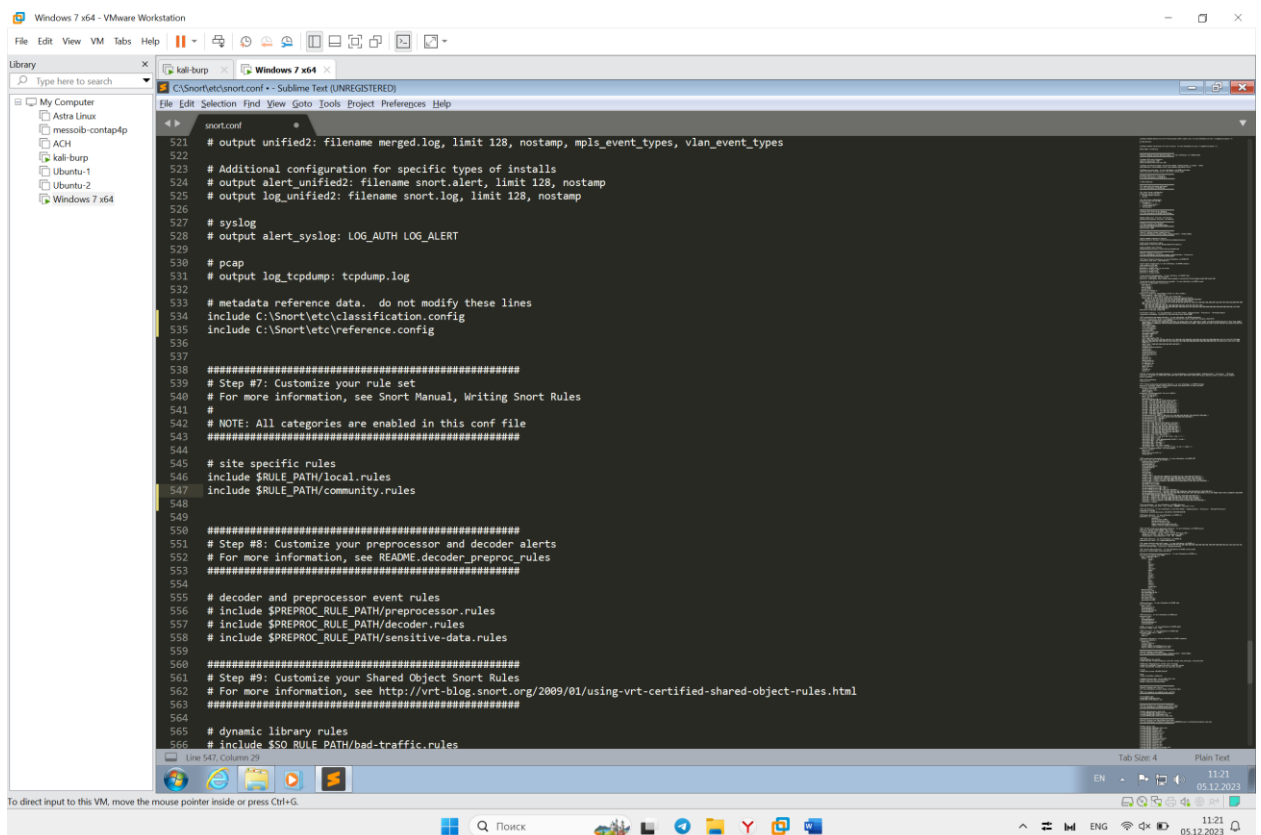 Windows 7 x64 - VMware Workstation
File Edit View VM Tabs Help
Library
Type here to search
My Computer
Astra Linux
messoib-contap4p
ACH
kali-burp
Ubuntu-1
Ubuntu-2
Windows 7 x64
kali-burp
Windows 7 x64
C:\Snort\etc\snort.conf • - Sublime Text (UNREGISTERED)
File Edit Selection Find View Goto Tools Project Preferences Help
snort.conf
521 # output unified2: filename merged.log, limit 128, nostamp, mpls_event_types, vlan_event_types
522
523 # Additional configuration for specific types of installs
524 # output alert_unified2: filename snort.alert, limit 128, nostamp
525 # output log_unified2: filename snort.log, limit 128, nostamp
526
527 # syslog
528 # output alert_syslog: LOG_AUTH LOG_ALERT
529
530 # pcap
531 # output log_tcpdump: tcpdump.log
532
533 # metadata reference data.  do not modify these lines
534 include C:\Snort\etc\classification.config
535 include C:\Snort\etc\reference.config
536
537
538 ###################################################
539 # Step #7: Customize your rule set
540 # For more information, see Snort Manual, Writing Snort Rules
541 #
542 # NOTE: All categories are enabled in this conf file
543 ###################################################
544
545 # site specific rules
546 include $RULE_PATH/local.rules
547 include $RULE_PATH/community.rules
548
549
550 ###################################################
551 # Step #8: Customize your preprocessor and decoder alerts
552 # For more information, see README.decoder_preproc_rules
553 ###################################################
554
555 # decoder and preprocessor event rules
556 # include $PREPROC_RULE_PATH/preprocessor.rules
557 # include $PREPROC_RULE_PATH/decoder.rules
558 # include $PREPROC_RULE_PATH/sensitive-data.rules
559
560 ###################################################
561 # Step #9: Customize your Shared Object Snort Rules
562 # For more information, see http://vrt-blog.snort.org/2009/01/using-vrt-certified-shared-object-rules.html
563 ###################################################
564
565 # dynamic library rules
566 # include $SO_RULE_PATH/bad-traffic.rules
Line 547, Column 29
Tab Size: 4
Plain Text
EN
11:21
05.12.2023
To direct input to this VM, move the mouse pointer inside or press Ctrl+G.
Поиск
ENG
11:21
05.12.2023